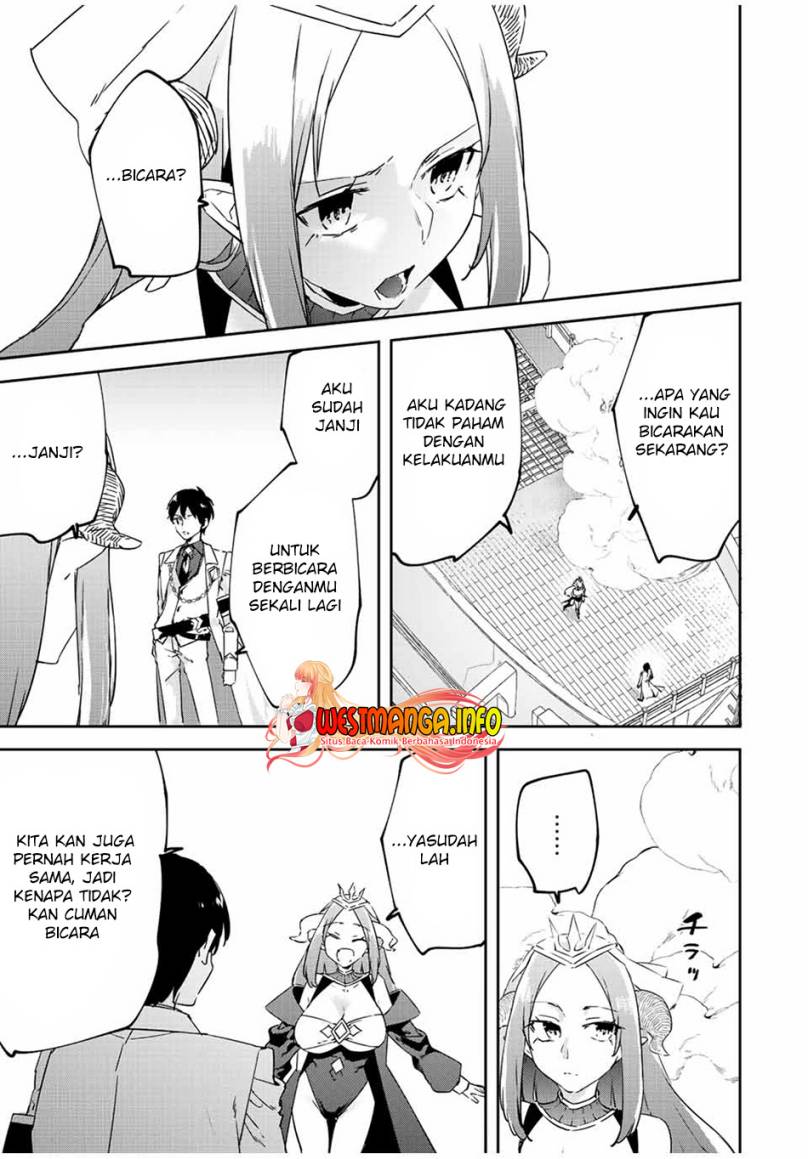 ...BICARA?
...APA YANG
INGIN KAU
BICARAKAN
SEKARANG?
AKU KADANG
TIDAK PAHAM
DENGAN
KELAKUANMU
AKU
SUDAH
JANJI
UNTUK
BERBICARA
DENGANMU
SEKALI LAGI
...JANJI?
WESTMANGA.INFO
Situs Baca Komik Berbahasa Indonesia
......
チラッ
...YASUDAH
LAH
KITA KAN JUGA
PERNAH KERJA
SAMA, JADI
KENAPA TIDAK?
KAN CUMAN
BICARA